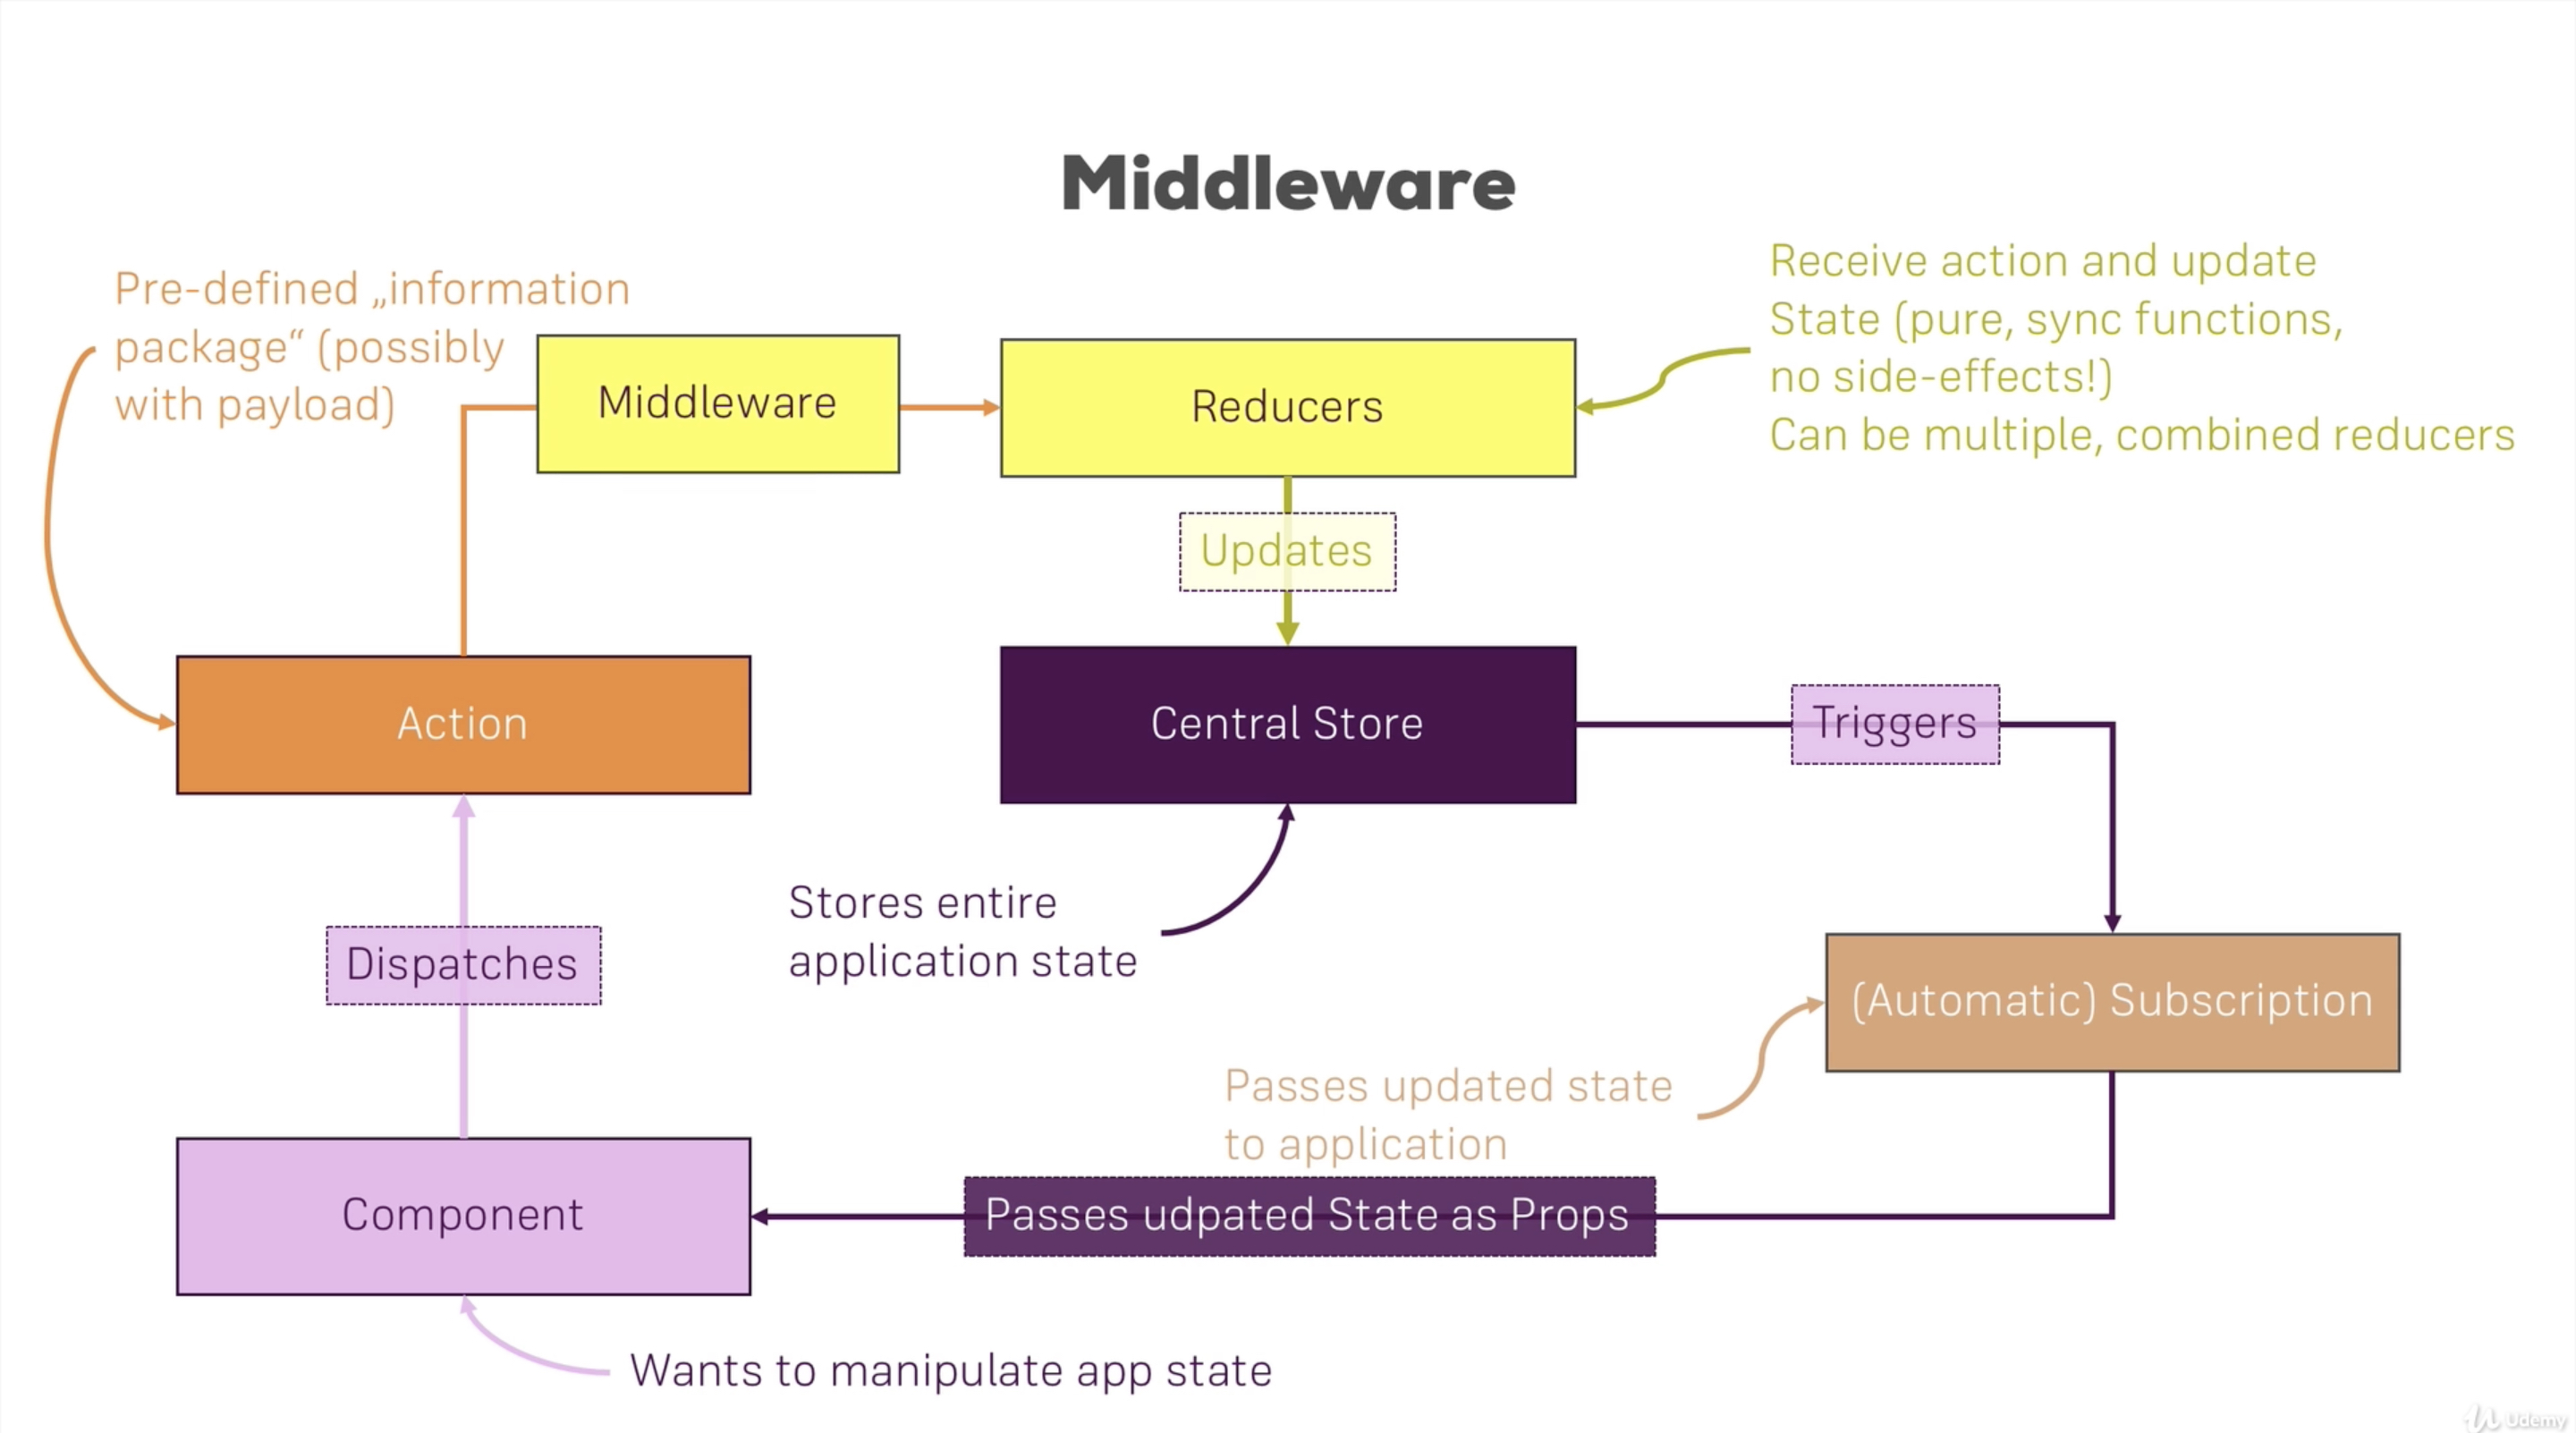 Middleware
Pre-defined „information
package“ (possibly
with payload)
Middleware
Reducers
Receive action and update
State (pure, sync functions,
no side-effects!)
Can be multiple, combined reducers
Updates
Action
Central Store
Triggers
Stores entire
application state
Dispatches
(Automatic) Subscription
Passes updated state
to application
Component
Passes udpated State as Props
Wants to manipulate app state
Udemy